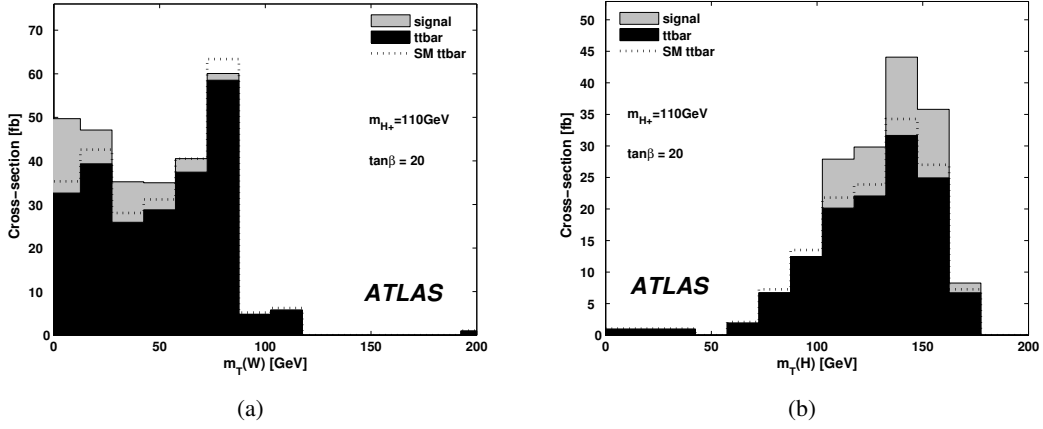 signal
ttbar
SM ttbar
m_{H+}=110GeV
tanβ = 20
ATLAS
Cross-section [fb]
70
60
50
40
30
20
10
0
0 50 100 150 200
m_T(W) [GeV]
(a)
signal
ttbar
SM ttbar
m_{H+}=110GeV
tanβ = 20
ATLAS
Cross-section [fb]
50
45
40
35
30
25
20
15
10
5
0
0 50 100 150 200
m_T(H) [GeV]
(b)